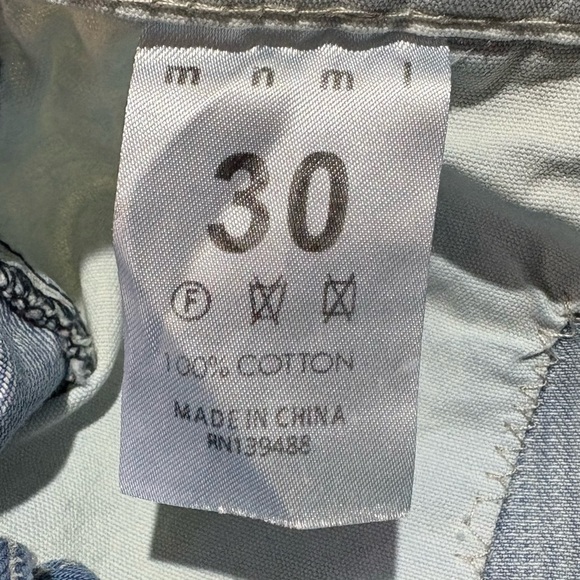 m n m l
30
F
100% COTTON
MADE IN CHINA
RN139488